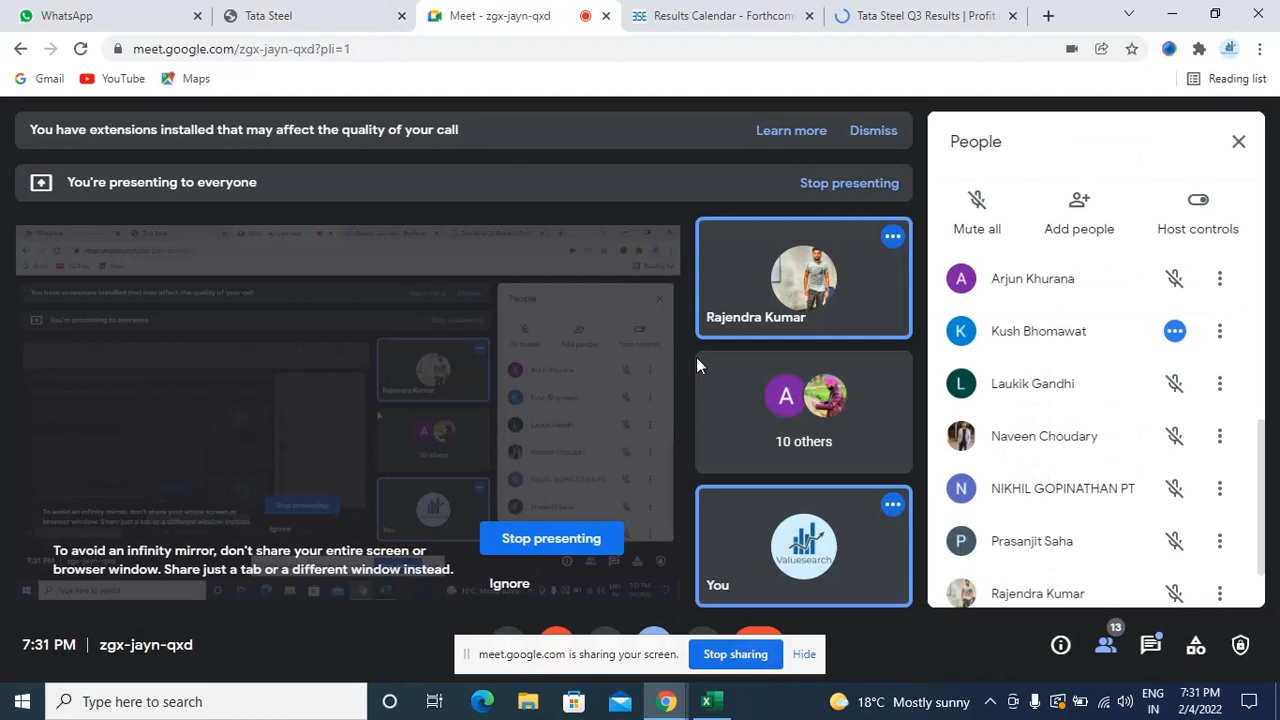 WhatsApp
Tata Steel
Meet - zgx-jayn-qxd
BSE Results Calendar - Forthcom
Tata Steel Q3 Results | Profit
meet.google.com/zgx-jayn-qxd?pli=1
Gmail
YouTube
Maps
Reading list
You have extensions installed that may affect the quality of your call
Learn more
Dismiss
You're presenting to everyone
Stop presenting
People
Mute all
Add people
Host controls
Rajendra Kumar
A
10 others
Valuesearch
You
A Arjun Khurana
K Kush Bhomawat
L Laukik Gandhi
Naveen Choudary
N NIKHIL GOPINATHAN PT
P Prasanjit Saha
Rajendra Kumar
To avoid an infinity mirror, don't share your entire screen or
browser window. Share just a tab or a different window instead.
Stop presenting
Ignore
7:31 PM | zgx-jayn-qxd
meet.google.com is sharing your screen.
Stop sharing
Hide
13
Type here to search
18°C Mostly sunny
ENG
IN
7:31 PM
2/4/2022